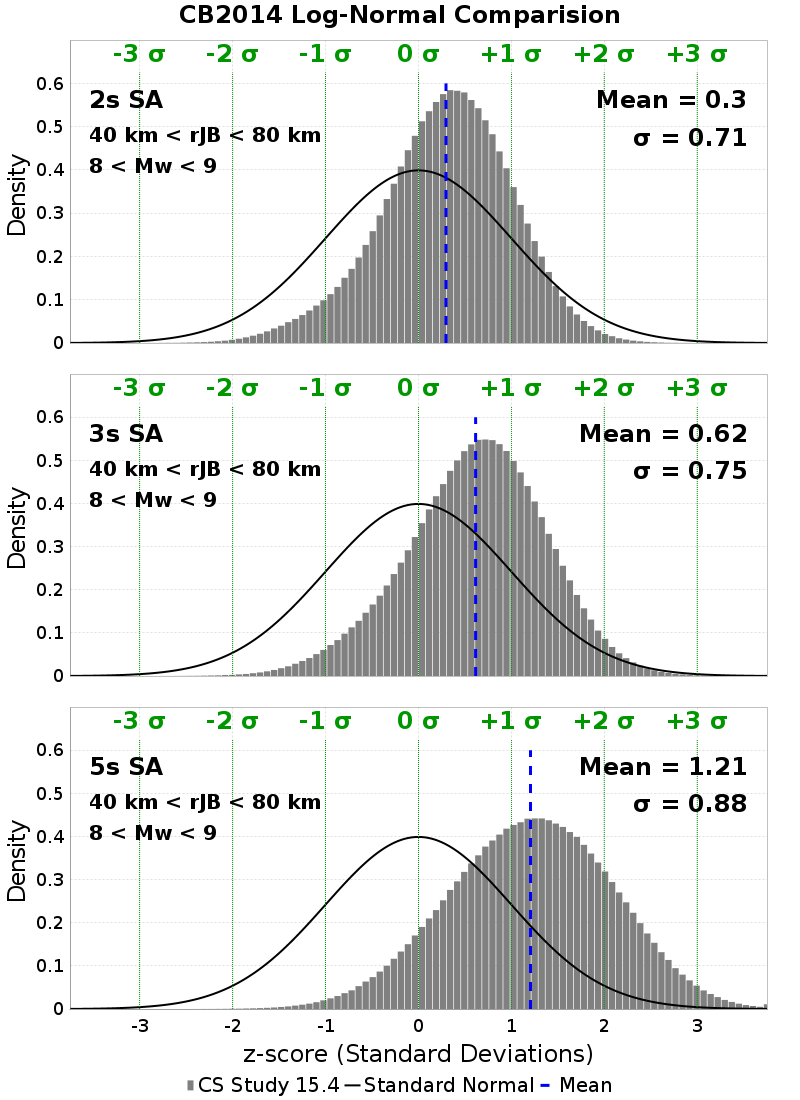 CB2014 Log-Normal Comparision
-3 σ -2 σ -1 σ 0 σ +1 σ +2 σ +3 σ
2s SA
Mean = 0.3
40 km < rJB < 80 km
σ = 0.71
8 < Mw < 9
Density
0.6
0.5
0.4
0.3
0.2
0.1
0
-3 σ -2 σ -1 σ 0 σ +1 σ +2 σ +3 σ
3s SA
Mean = 0.62
40 km < rJB < 80 km
σ = 0.75
8 < Mw < 9
Density
0.6
0.5
0.4
0.3
0.2
0.1
0
-3 σ -2 σ -1 σ 0 σ +1 σ +2 σ +3 σ
5s SA
Mean = 1.21
40 km < rJB < 80 km
σ = 0.88
8 < Mw < 9
Density
0.6
0.5
0.4
0.3
0.2
0.1
0
-3 -2 -1 0 1 2 3
z-score (Standard Deviations)
CS Study 15.4 Standard Normal Mean